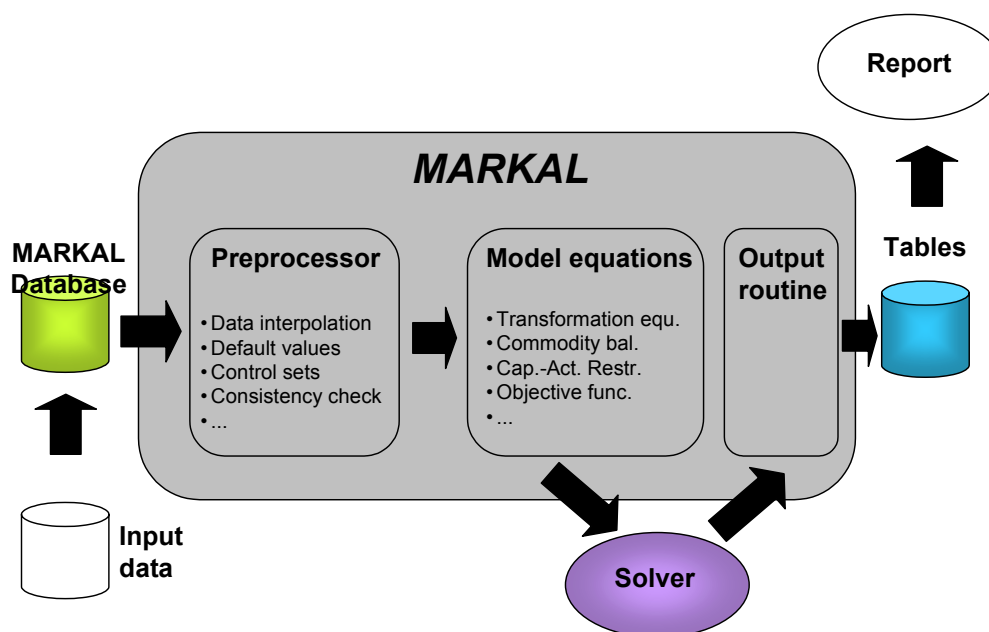 Report
MARKAL
MARKAL
Database
Preprocessor
• Data interpolation
• Default values
• Control sets
• Consistency check
• ...
Model equations
• Transformation equ.
• Commodity bal.
• Cap.-Act. Restr.
• Objective func.
• ...
Output
routine
Tables
Input
data
Solver